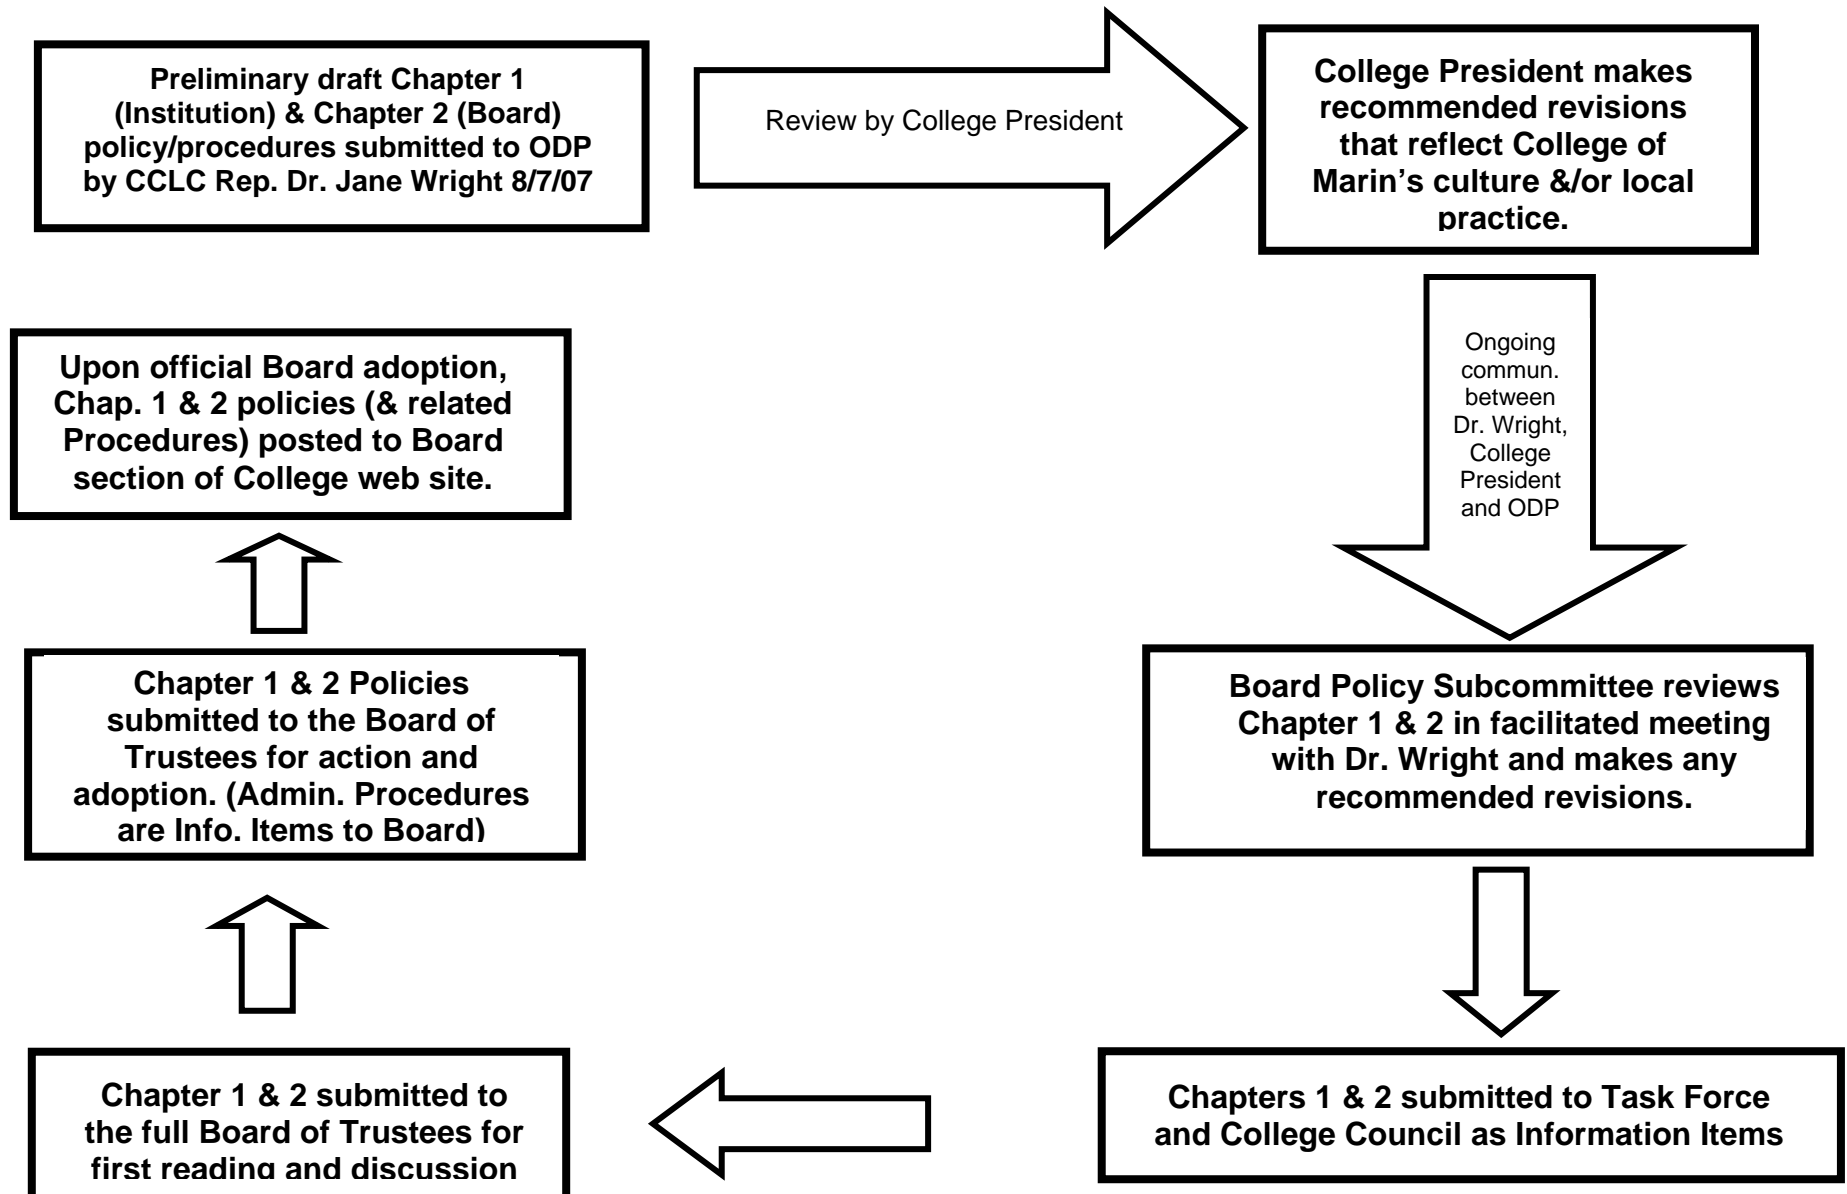 Preliminary draft Chapter 1
(Institution) & Chapter 2 (Board)
policy/procedures submitted to ODP
by CCLC Rep. Dr. Jane Wright 8/7/07
Review by College President
College President makes
recommended revisions
that reflect College of
Marin’s culture &/or local
practice.
Ongoing
commun.
between
Dr. Wright,
College
President
and ODP
Board Policy Subcommittee reviews
Chapter 1 & 2 in facilitated meeting
with Dr. Wright and makes any
recommended revisions.
Chapters 1 & 2 submitted to Task Force
and College Council as Information Items
Chapter 1 & 2 submitted to
the full Board of Trustees for
first reading and discussion
Chapter 1 & 2 Policies
submitted to the Board of
Trustees for action and
adoption. (Admin. Procedures
are Info. Items to Board)
Upon official Board adoption,
Chap. 1 & 2 policies (& related
Procedures) posted to Board
section of College web site.